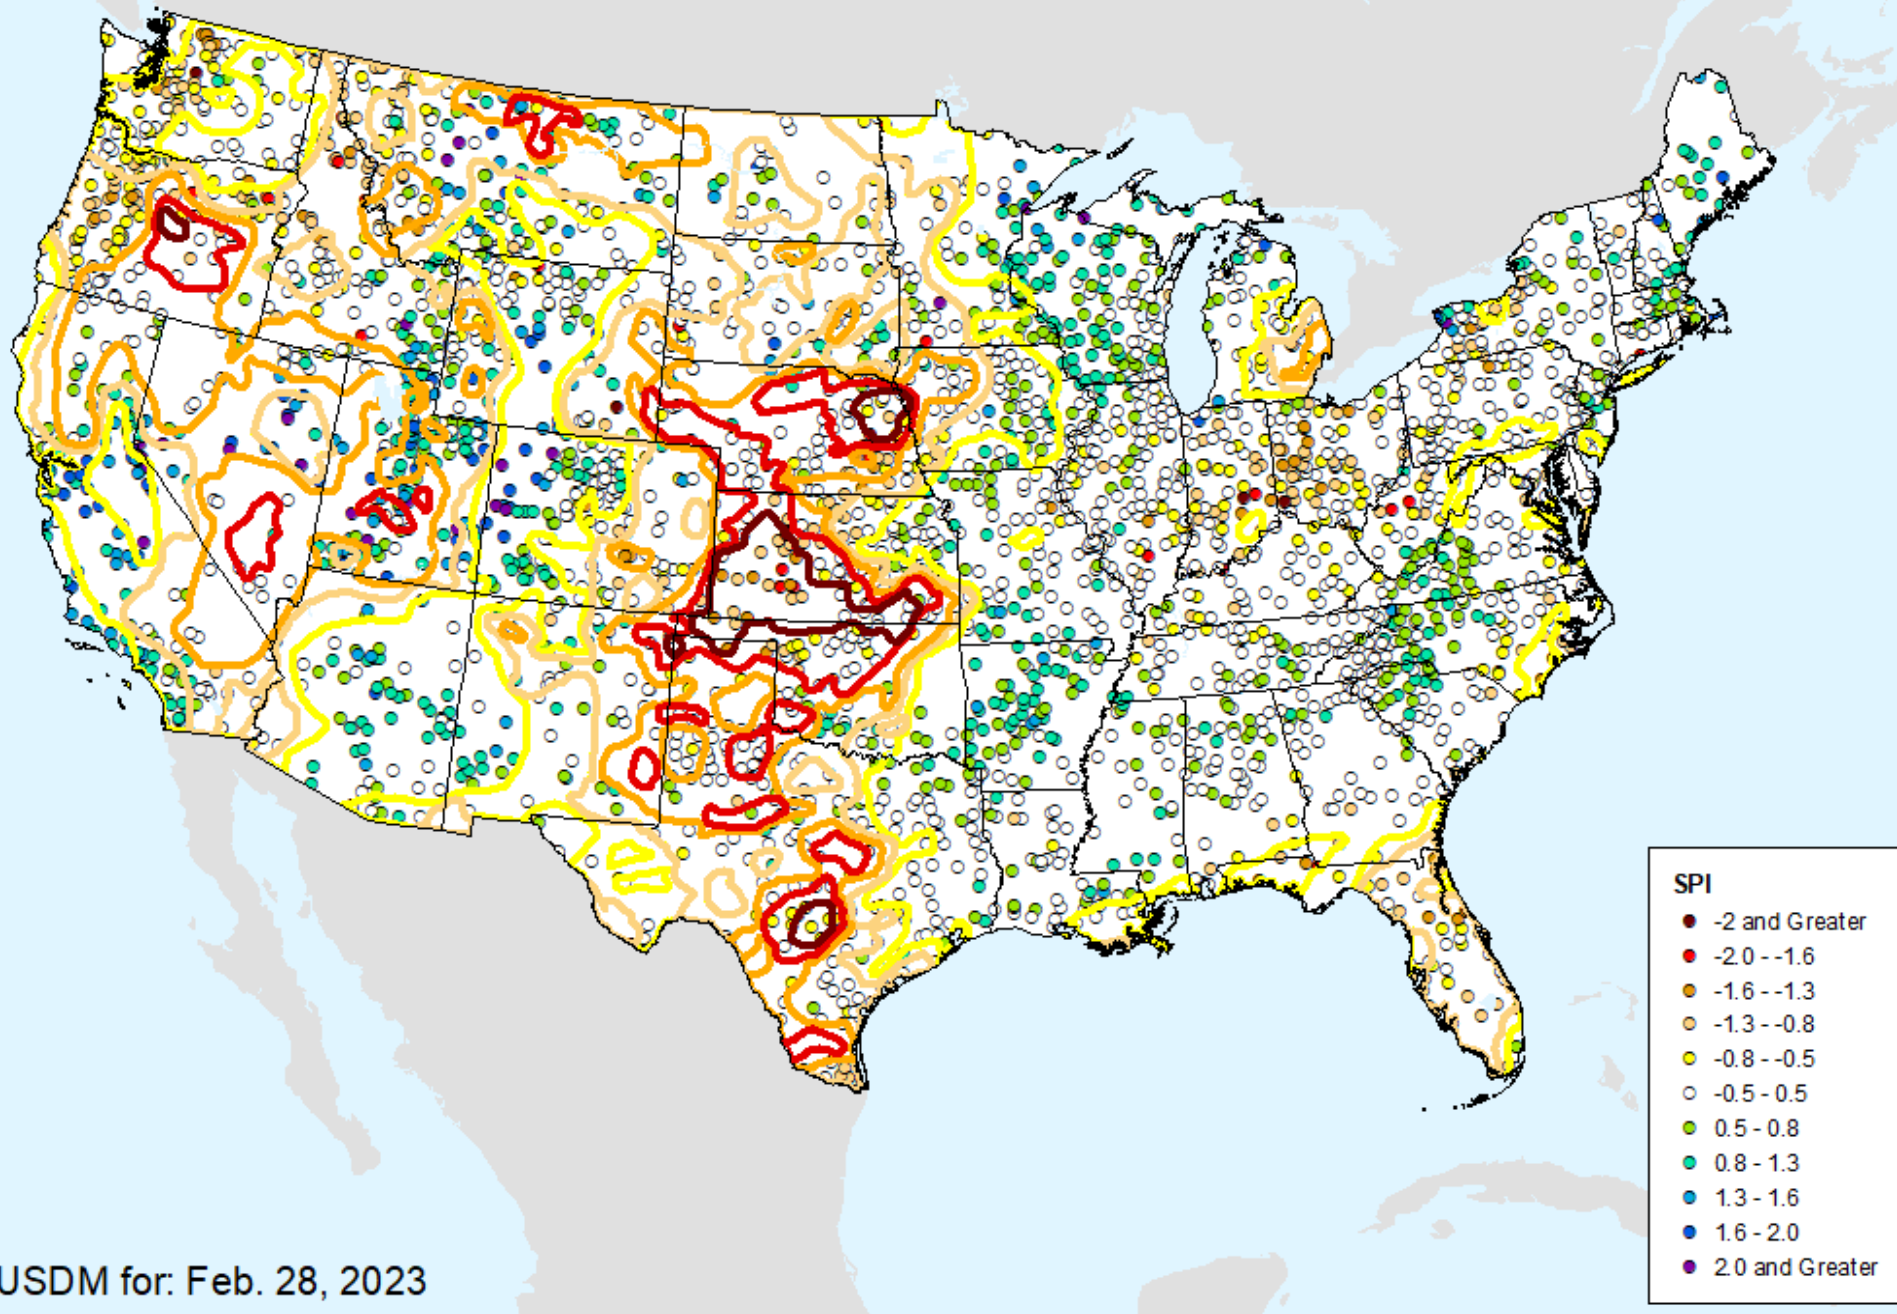 SPI
-2 and Greater
-2.0 - -1.6
-1.6 - -1.3
-1.3 - -0.8
-0.8 - -0.5
-0.5 - 0.5
0.5 - 0.8
0.8 - 1.3
1.3 - 1.6
1.6 - 2.0
2.0 and Greater
USDM for: Feb. 28, 2023